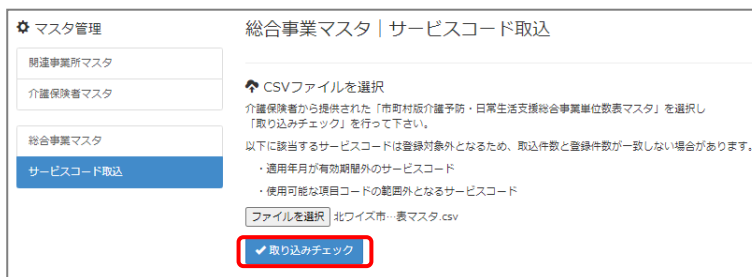 マスタ管理
関連事業所マスタ
介護保険者マスタ
総合事業マスタ
サービスコード取込
総合事業マスタ｜サービスコード取込
CSVファイルを選択
介護保険者から提供された「市町村版介護予防・日常生活支援総合事業単位数表マスタ」を選択し
「取り込みチェック」を行って下さい。
以下に該当するサービスコードは登録対象外となるため、取込件数と登録件数が一致しない場合があります。
・適用年月が有効期間外のサービスコード
・使用可能な項目コードの範囲外となるサービスコード
ファイルを選択 北ワイズ市…表マスタ.csv
取り込みチェック